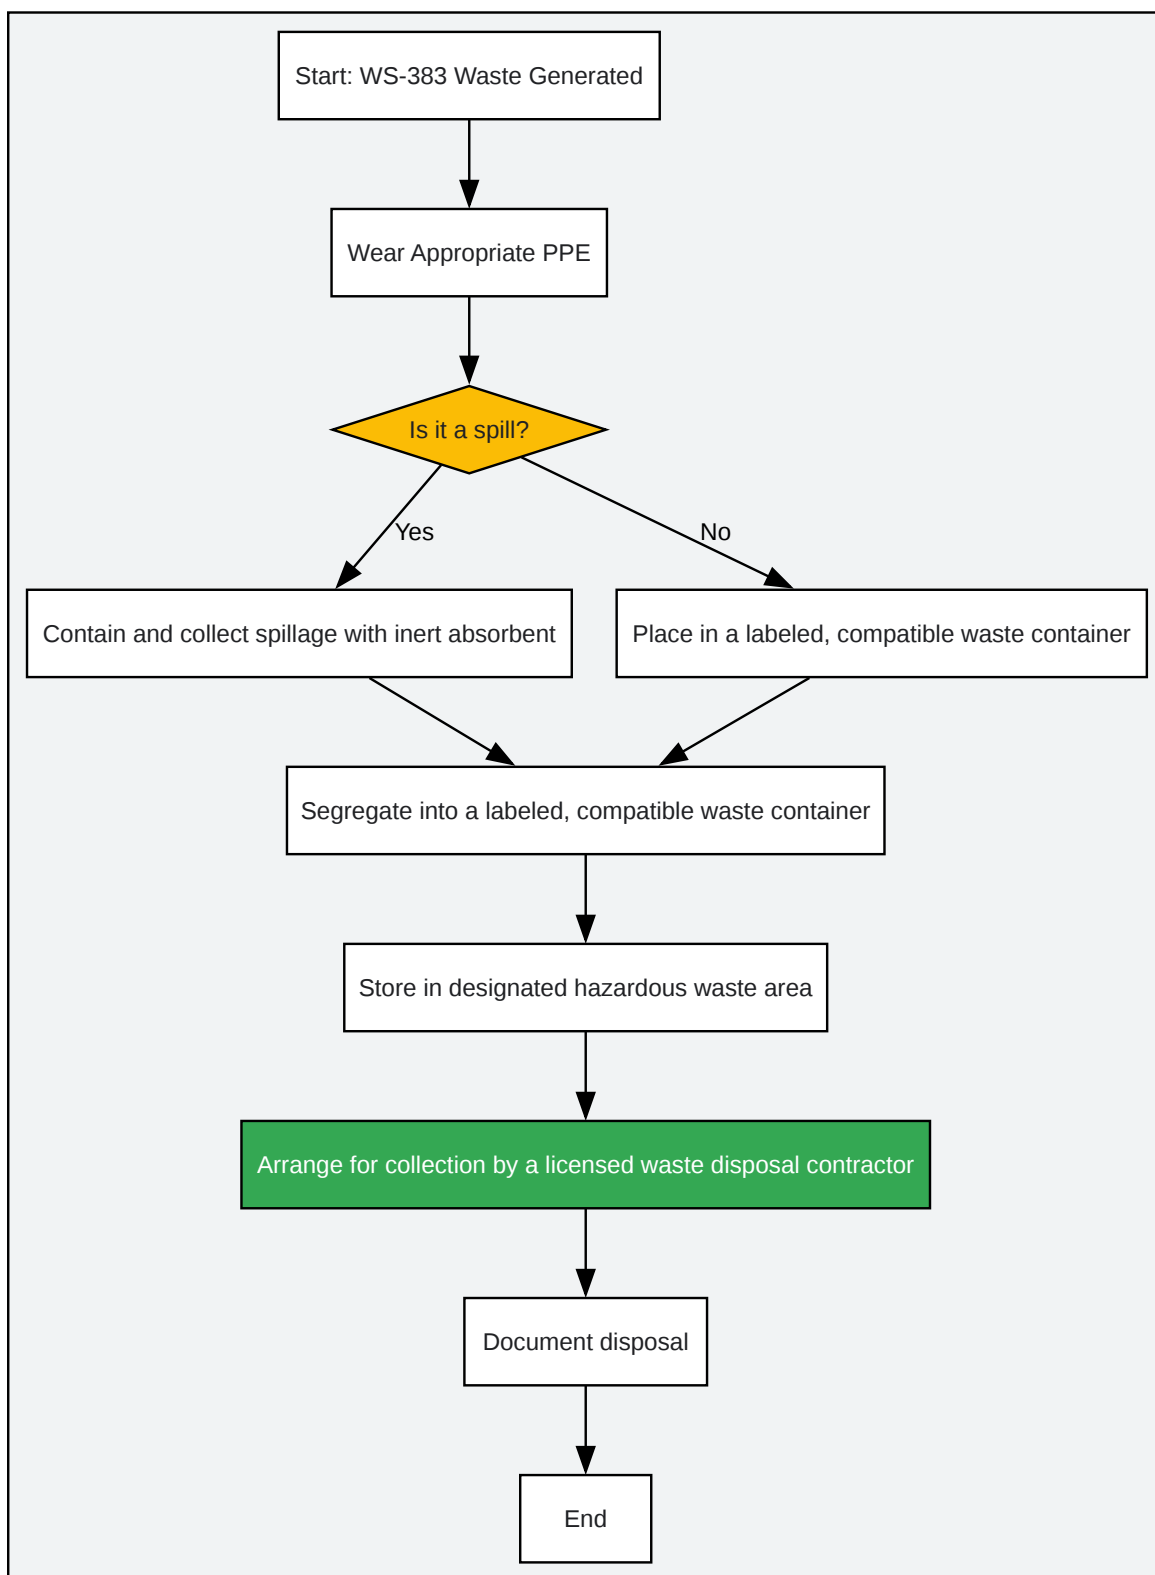 Start: WS-383 Waste Generated
Wear Appropriate PPE
Is it a spill?
Yes
No
Contain and collect spillage with inert absorbent
Place in a labeled, compatible waste container
Segregate into a labeled, compatible waste container
Store in designated hazardous waste area
Arrange for collection by a licensed waste disposal contractor
Document disposal
End